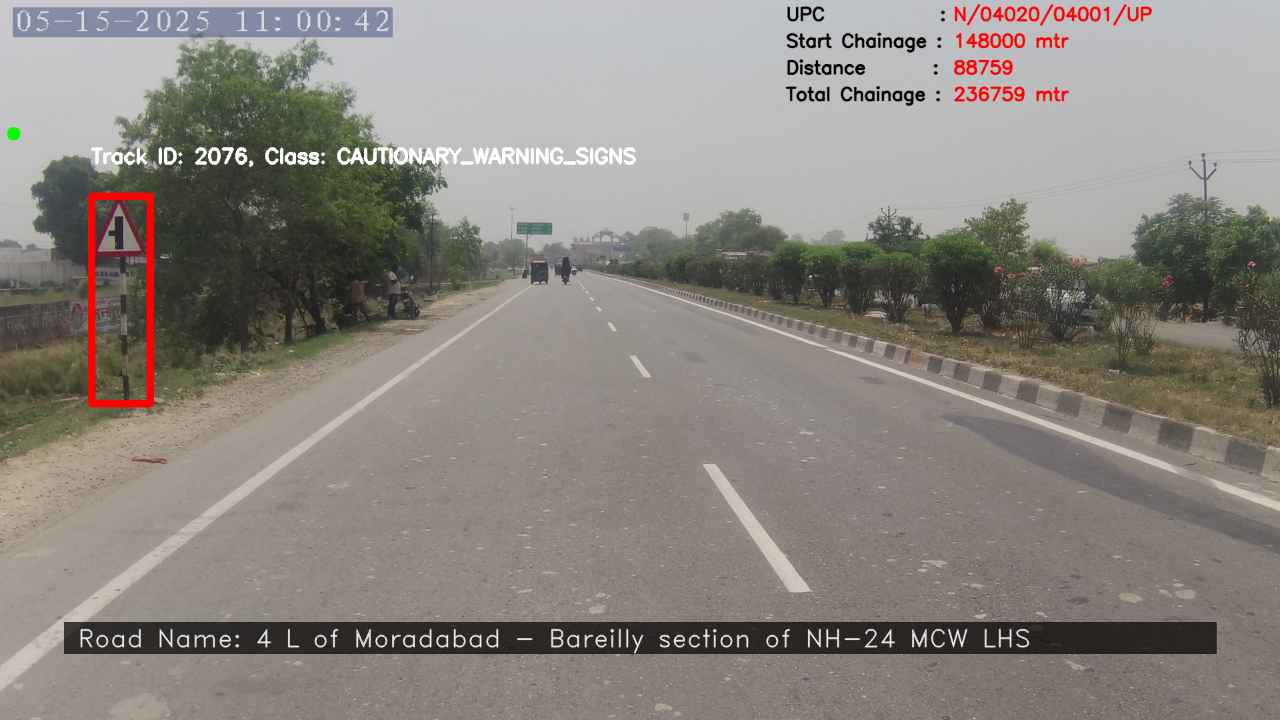 05-15-2025 11:00:42
UPC : N/04020/04001/UP
Start Chainage : 148000 mtr
Distance : 88759
Total Chainage : 236759 mtr
Track ID: 2076, Class: CAUTIONARY_WARNING_SIGNS
Road Name: 4 L of Moradabad - Bareilly section of NH-24 MCW LHS